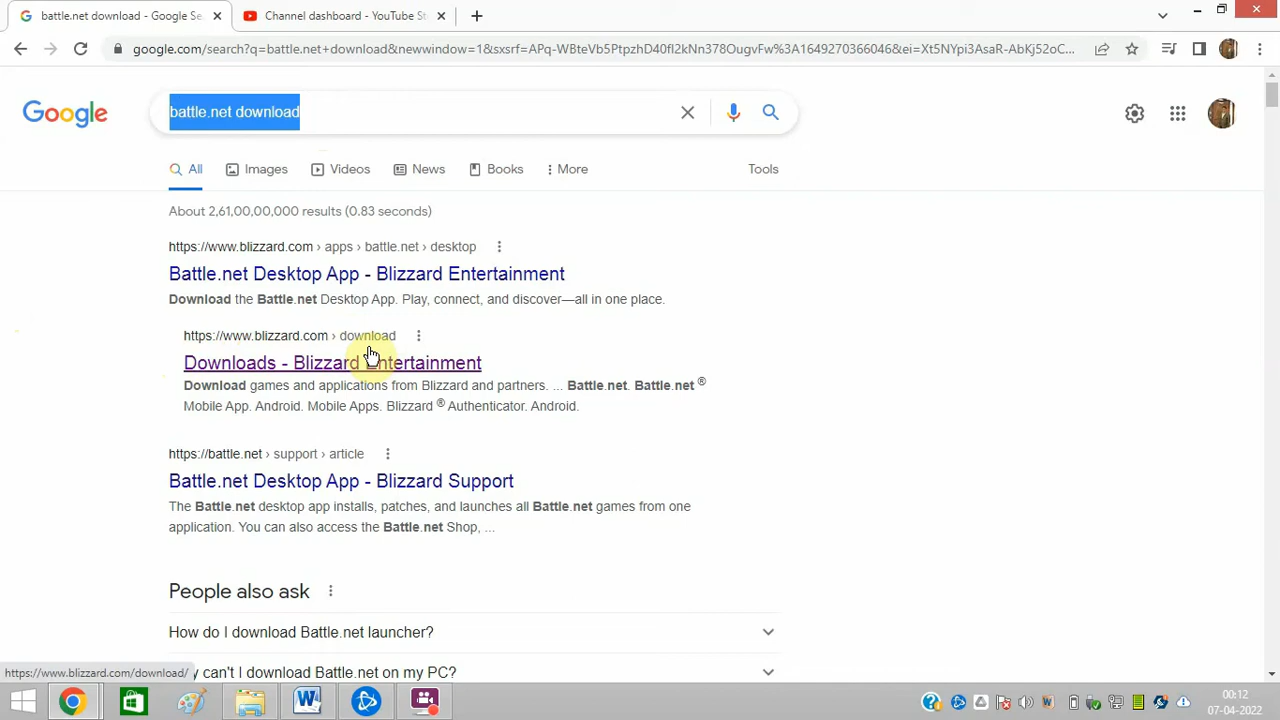 battle.net download - Google Se
Channel dashboard - YouTube St
google.com/search?q=battle.net+download&newwindow=1&sxsrf=APq-WBteVb5PtpzhD40fl2kNn378OugvFw%3A1649270366046&ei=Xt5NYpi3AsaR-AbKj52oC...
Google
battle.net download
All
Images
Videos
News
Books
More
Tools
About 2,61,00,00,000 results (0.83 seconds)
https://www.blizzard.com › apps › battle.net › desktop
Battle.net Desktop App - Blizzard Entertainment
Download the Battle.net Desktop App. Play, connect, and discover—all in one place.
https://www.blizzard.com › download
Downloads - Blizzard Entertainment
Download games and applications from Blizzard and partners. ... Battle.net. Battle.net ®
Mobile App. Android. Mobile Apps. Blizzard ® Authenticator. Android.
https://battle.net › support › article
Battle.net Desktop App - Blizzard Support
The Battle.net desktop app installs, patches, and launches all Battle.net games from one
application. You can also access the Battle.net Shop, ...
People also ask
How do I download Battle.net launcher?
y can't I download Battle.net on my PC?
https://www.blizzard.com/download/
00:12
07-04-2022